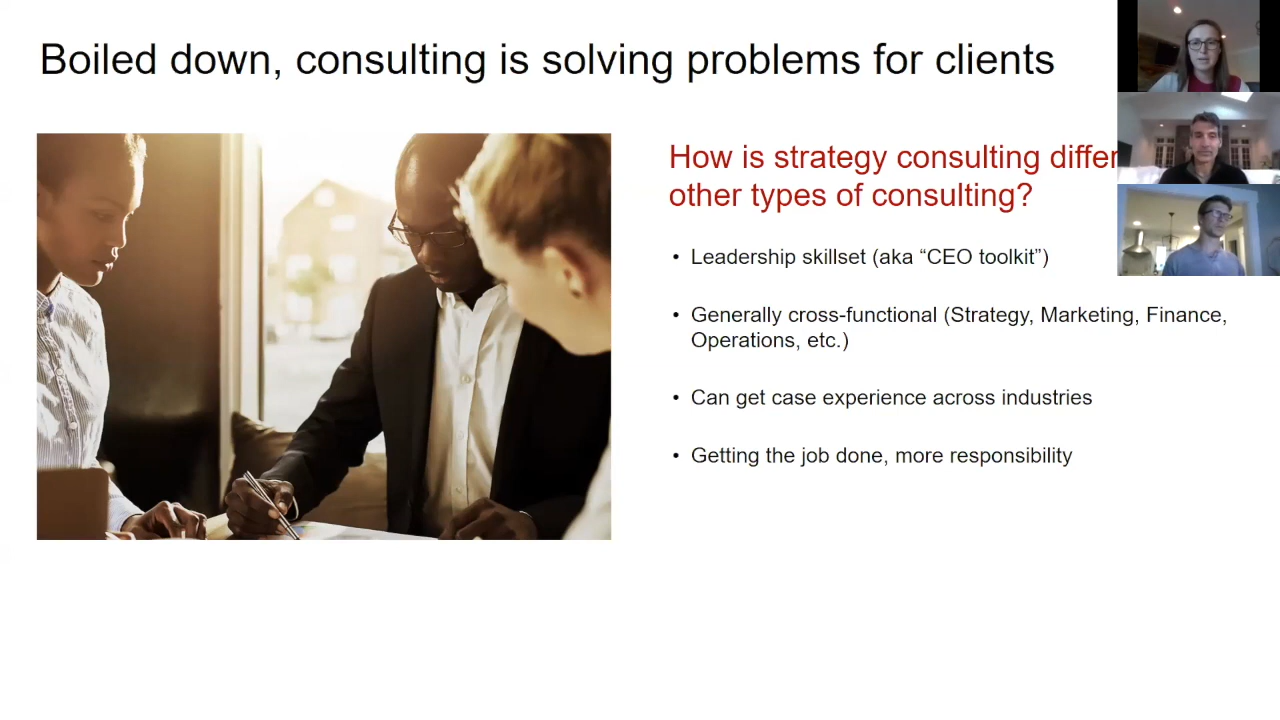 Boiled down, consulting is solving problems for clients
How is strategy consulting differ
other types of consulting?
• Leadership skillset (aka “CEO toolkit”)
• Generally cross-functional (Strategy, Marketing, Finance,
Operations, etc.)
• Can get case experience across industries
• Getting the job done, more responsibility